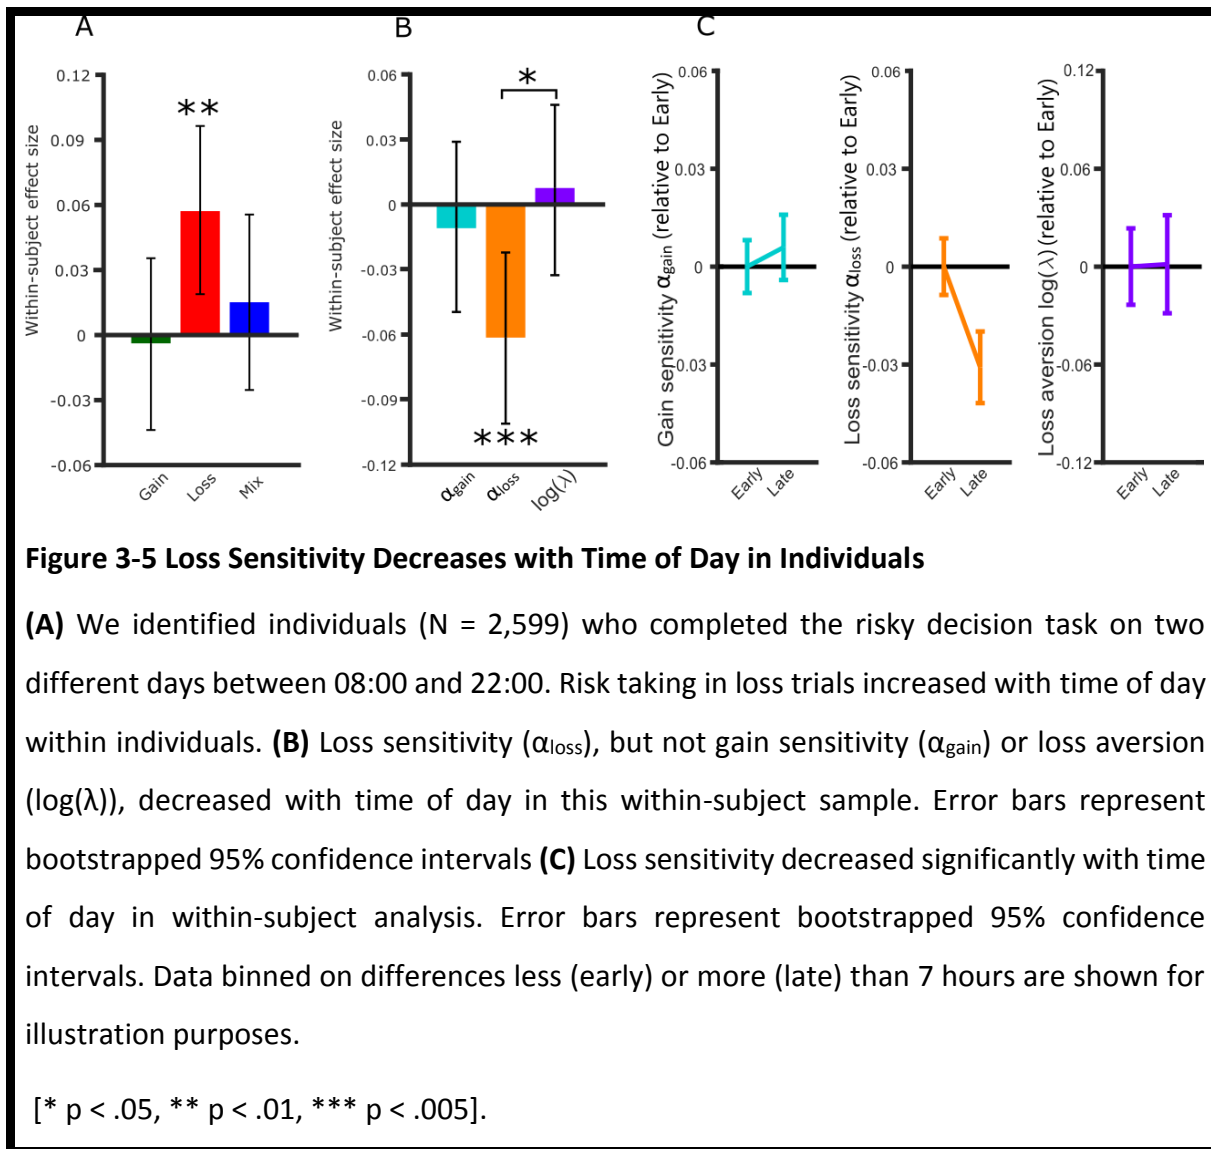 A
B
C
Within-subject effect size
0.12
0.09
0.06
0.03
0
-0.03
-0.06
**
Gain
Loss
Mix
Within-subject effect size
0.06
0.03
0
-0.03
-0.06
-0.09
-0.12
*
***
αgain
αloss
log(λ)
Gain sensitivity αgain (relative to Early)
0.06
0.03
0
-0.03
-0.06
Early
Late
Loss sensitivity αloss (relative to Early)
0.06
0.03
0
-0.03
-0.06
Early
Late
Loss aversion log(λ) (relative to Early)
0.12
0.06
0
-0.06
-0.12
Early
Late
Figure 3-5 Loss Sensitivity Decreases with Time of Day in Individuals
(A) We identified individuals (N = 2,599) who completed the risky decision task on two
different days between 08:00 and 22:00. Risk taking in loss trials increased with time of day
within individuals. (B) Loss sensitivity (αloss), but not gain sensitivity (αgain) or loss aversion
(log(λ)), decreased with time of day in this within-subject sample. Error bars represent
bootstrapped 95% confidence intervals (C) Loss sensitivity decreased significantly with time
of day in within-subject analysis. Error bars represent bootstrapped 95% confidence
intervals. Data binned on differences less (early) or more (late) than 7 hours are shown for
illustration purposes.
[* p < .05, ** p < .01, *** p < .005].